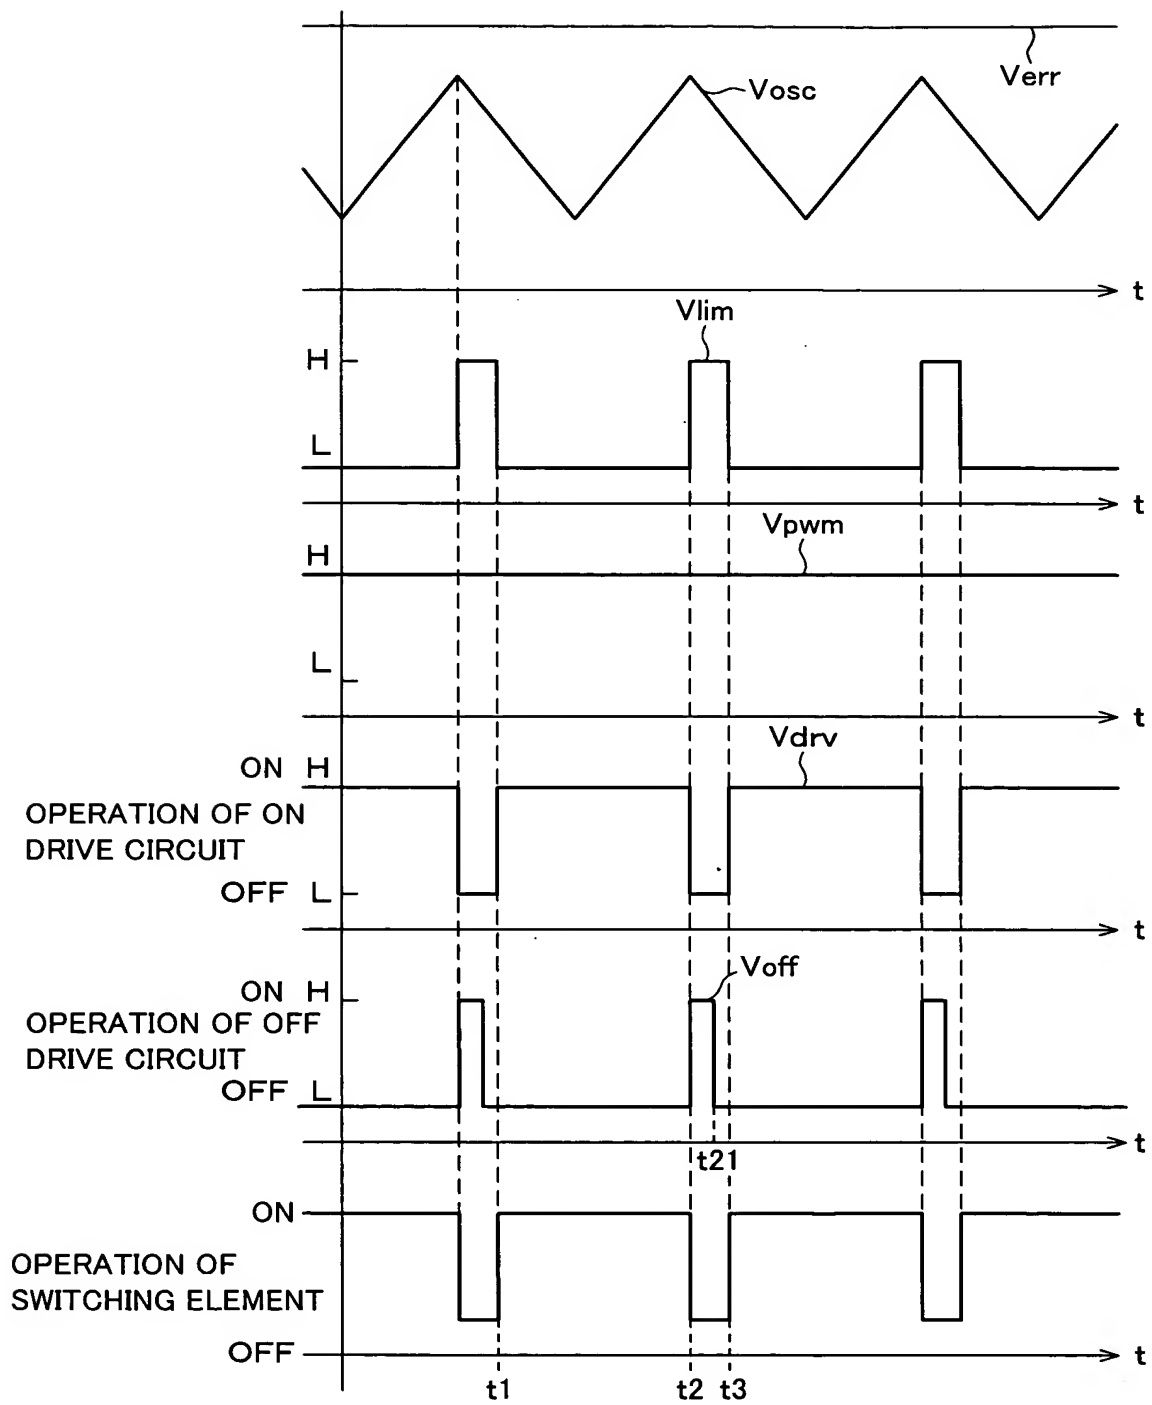 Verr
Vosc
t
Vlim
H
L
t
Vpwm
H
L
t
Vdrv
ON H
OPERATION OF ON
DRIVE CIRCUIT
OFF L
t
Voff
ON H
OPERATION OF OFF
DRIVE CIRCUIT
OFF L
t
t21
ON
OPERATION OF
SWITCHING ELEMENT
OFF
t
t1 t2 t3